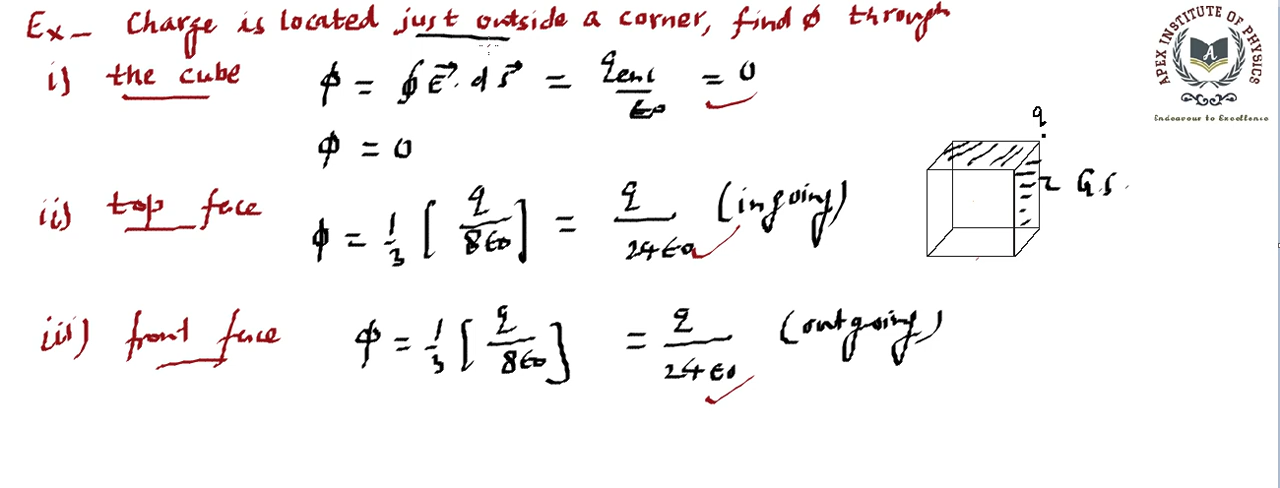 Ex – Charge is located just outside a corner, find ϕ through
i) the cube ϕ = ∮ E⃗. dS⃗ = qenc/ε0 = 0
ϕ = 0
ii) top face ϕ = 1/3 [ q/8ε0 ] = q/24ε0 (ingoing)
iii) front face ϕ = 1/3 [ q/8ε0 ] = q/24ε0 (outgoing)
q
G.S.
APEX INSTITUTE OF PHYSICS
A
Endeavour to Excellence